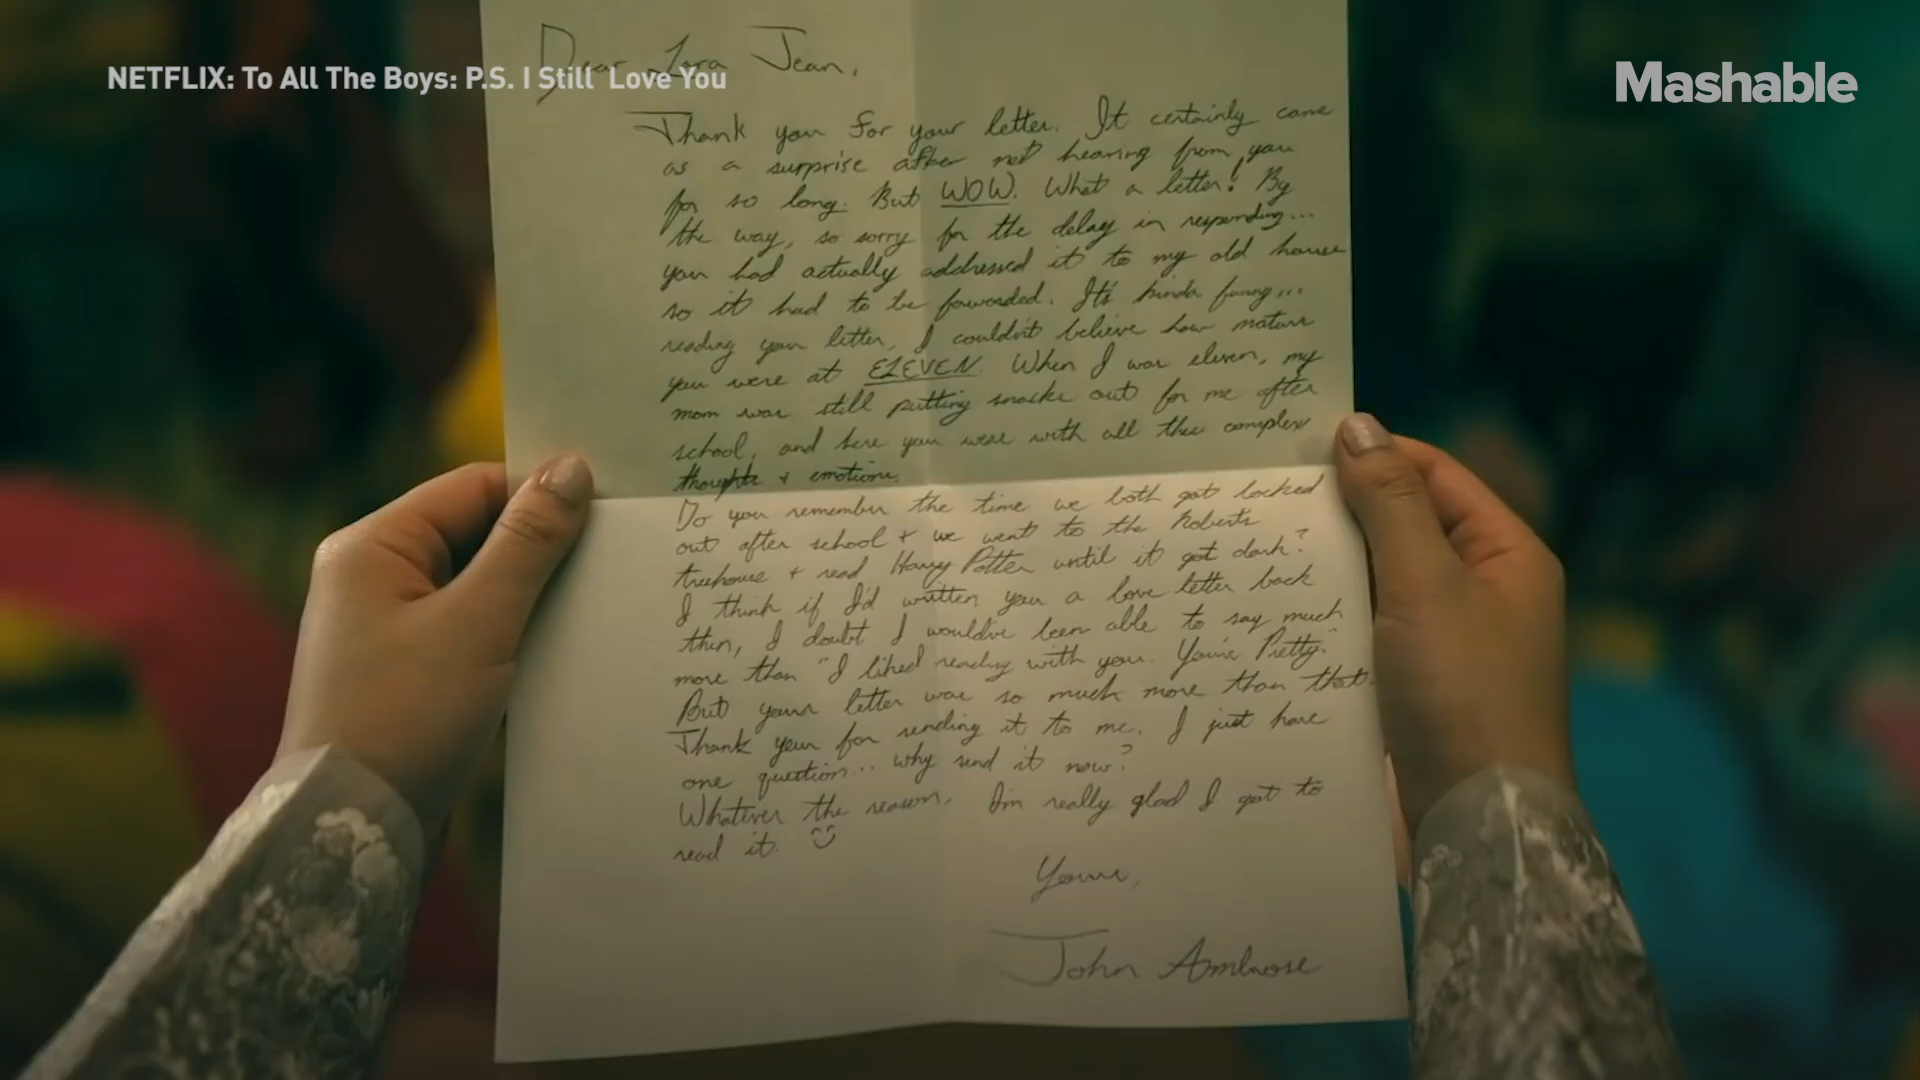 NETFLIX: To All The Boys: P.S. I Still Love You
Mashable
Dear Lara Jean,
Thank you for your letter. It certainly came
as a surprise after not hearing from you
for so long. But WOW. What a letter! By
the way, so sorry for the delay in responding...
you had actually addressed it to my old house
so it had to be fowarded. It's kinda funny...
reading your letter, I couldn't believe how mature
you were at ELEVEN. When I was eleven, my
mom was still putting snacks out for me after
school, and here you were with all this complex
thoughts + emotions.
Do you remember the time we both got locked
out after school + we went to the Roberts
treehouse + read Harry Potter until it got dark?
I think if I'd written you a love letter back
then, I doubt I would've been able to say much
more than "I liked reading with you. You're Pretty."
But your letter was so much more than that.
Thank you for sending it to me. I just have
one question... why send it now?
Whatever the reason, I'm really glad I got to
read it.
Yours,
John Ambrose